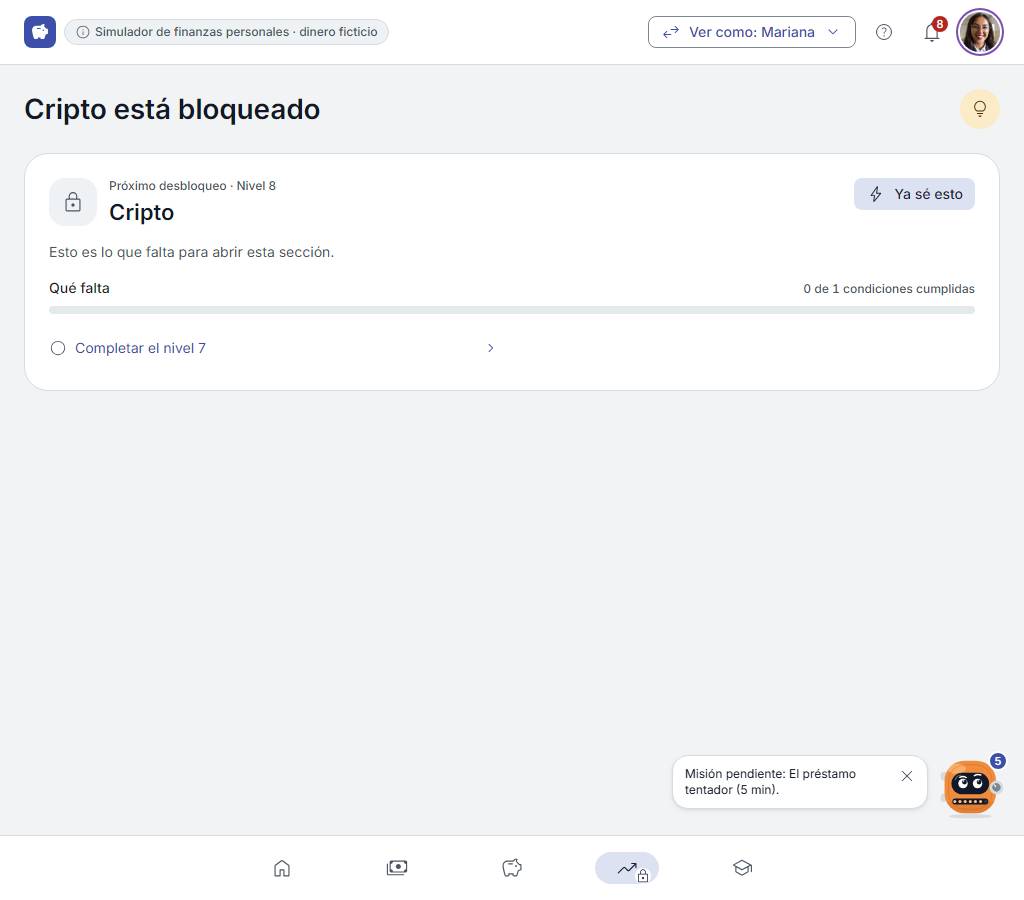 Simulador de finanzas personales · dinero ficticio
Ver como: Mariana
8
Cripto está bloqueado
Próximo desbloqueo · Nivel 8
Cripto
Ya sé esto
Esto es lo que falta para abrir esta sección.
Qué falta
0 de 1 condiciones cumplidas
Completar el nivel 7
Misión pendiente: El préstamo
tentador (5 min).
5